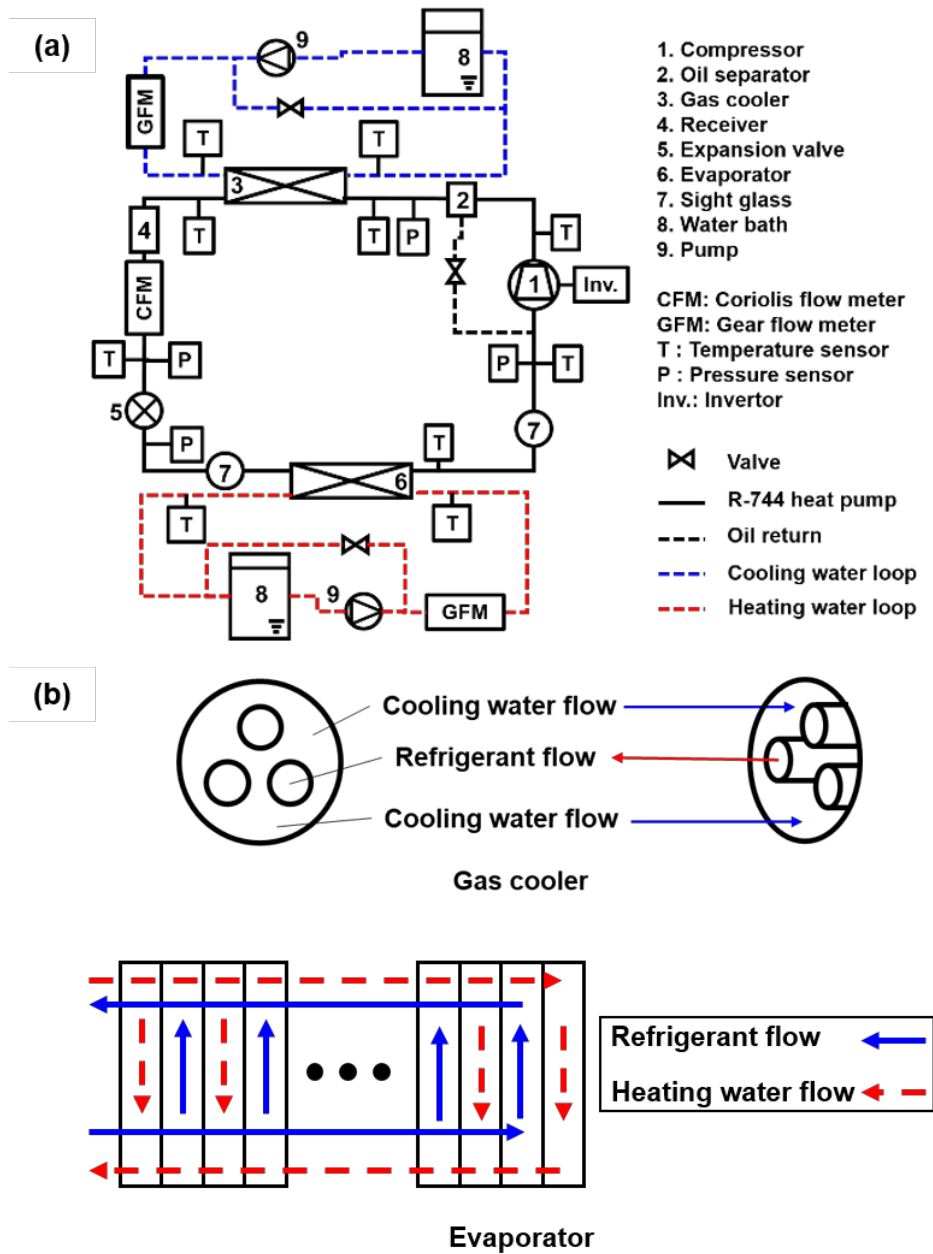 (a)
9
8
GFM
T
T
3
2
4
T
T
P
T
1
Inv.
CFM
T
P
P
T
5
P
7
T
7
6
T
T
8
9
GFM
1. Compressor
2. Oil separator
3. Gas cooler
4. Receiver
5. Expansion valve
6. Evaporator
7. Sight glass
8. Water bath
9. Pump
CFM: Coriolis flow meter
GFM: Gear flow meter
T : Temperature sensor
P : Pressure sensor
Inv.: Invertor
Valve
R-744 heat pump
Oil return
Cooling water loop
Heating water loop
(b)
Cooling water flow
Refrigerant flow
Cooling water flow
Gas cooler
Refrigerant flow
Heating water flow
Evaporator